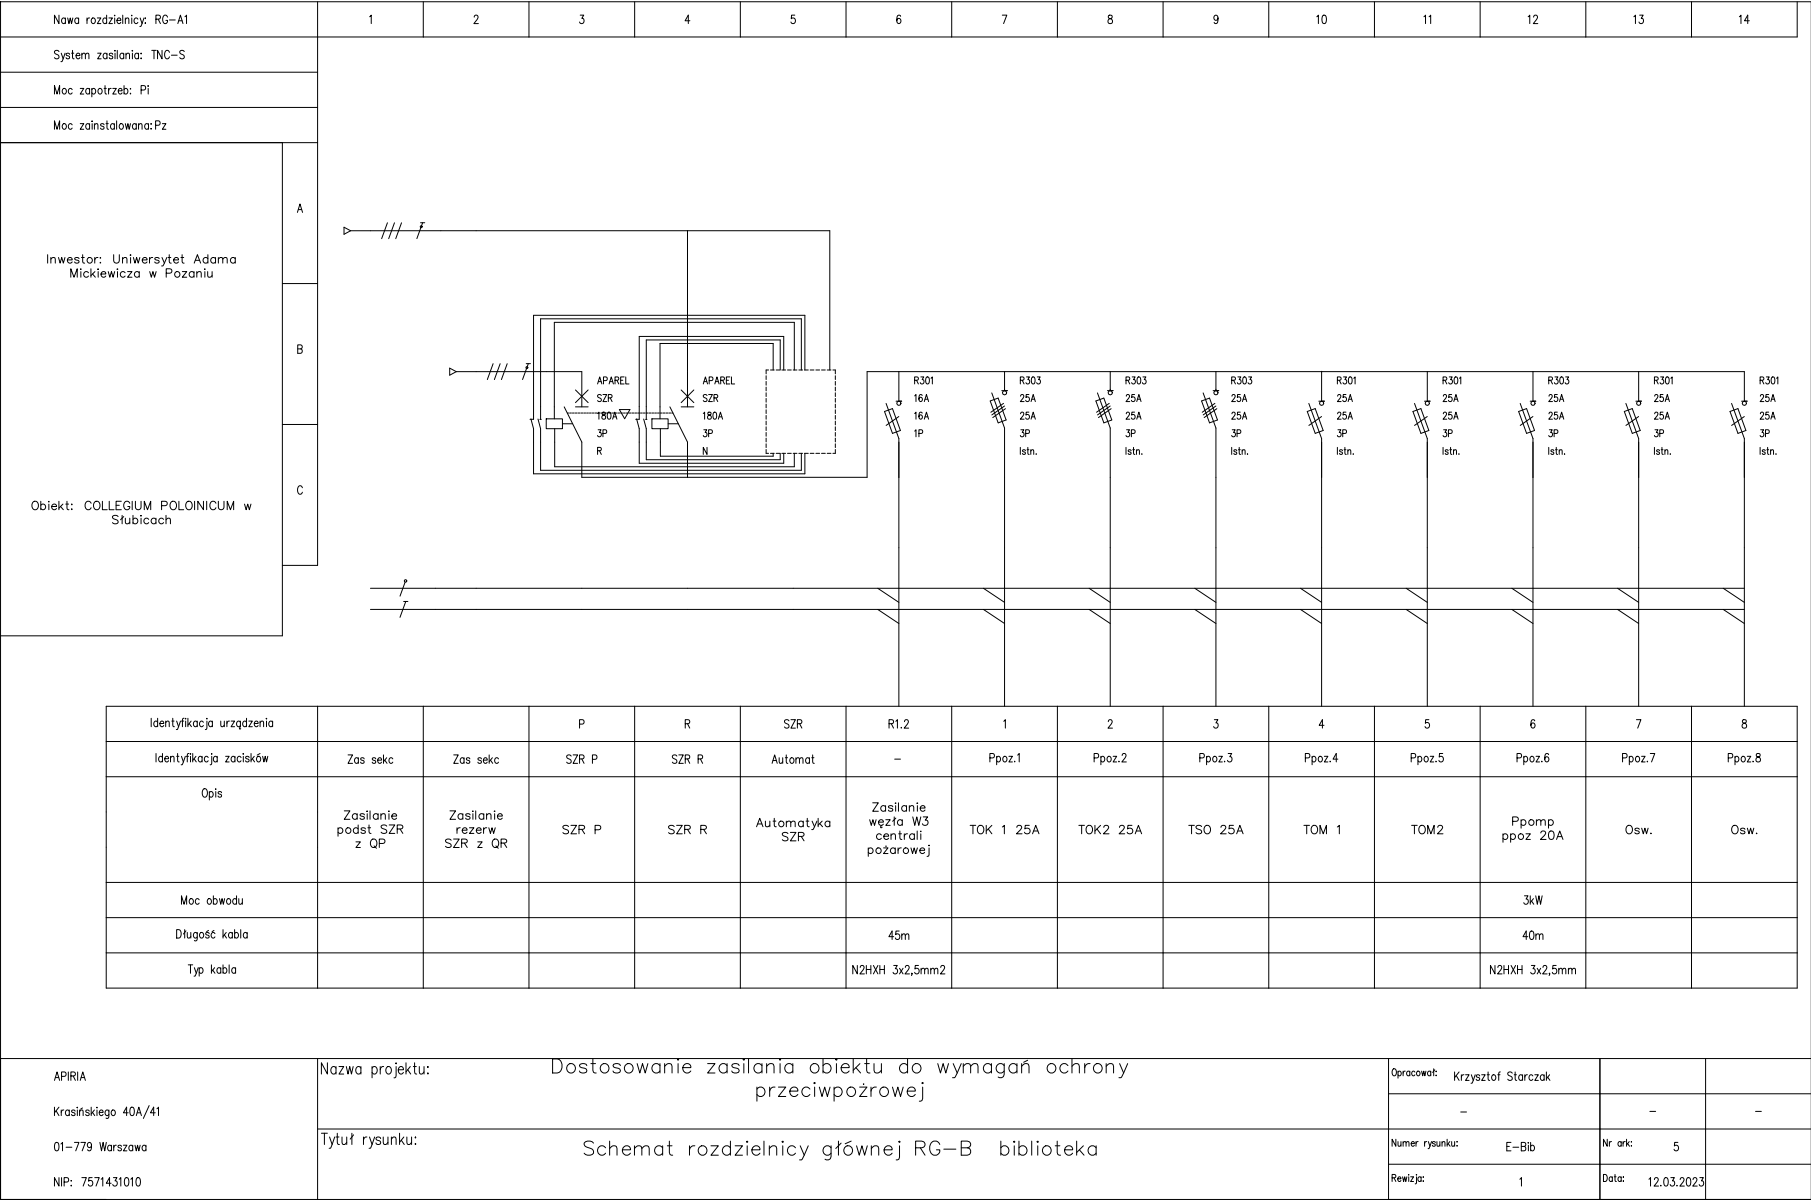 Nawa rozdzielnicy: RG-A1
1 2 3 4 5 6 7 8 9 10 11 12 13 14
System zasilania: TNC-S
Moc zapotrzeb: Pi
Moc zainstalowana:Pz
A
Inwestor: Uniwersytet Adama
Mickiewicza w Pozaniu
B
C
Obiekt: COLLEGIUM POLOINICUM w
Słubicach
APAREL
SZR
180A
3P
R
APAREL
SZR
180A
3P
N
R301
16A
16A
1P
R303
25A
25A
3P
Istn.
R303
25A
25A
3P
Istn.
R303
25A
25A
3P
Istn.
R301
25A
25A
3P
Istn.
R301
25A
25A
3P
Istn.
R303
25A
25A
3P
Istn.
R301
25A
25A
3P
Istn.
R301
25A
25A
3P
Istn.
Identyfikacja urządzenia P R SZR R1.2 1 2 3 4 5 6 7 8
Identyfikacja zacisków Zas sekc Zas sekc SZR P SZR R Automat - Ppoz.1 Ppoz.2 Ppoz.3 Ppoz.4 Ppoz.5 Ppoz.6 Ppoz.7 Ppoz.8
Opis
Zasilanie
podst SZR
z QP
Zasilanie
rezerw
SZR z QR
SZR P
SZR R
Automatyka
SZR
Zasilanie
węzła W3
centrali
pożarowej
TOK 1 25A
TOK2 25A
TSO 25A
TOM 1
TOM2
Ppomp
ppoż 20A
Osw.
Osw.
Moc obwodu 3kW
Długość kabla 45m 40m
Typ kabla N2HXH 3x2,5mm2 N2HXH 3x2,5mm
APIRIA
Krasińskiego 40A/41
01-779 Warszawa
NIP: 7571431010
Nazwa projektu:
Dostosowanie zasilania obiektu do wymagań ochrony
przeciwpożrowej
Tytuł rysunku:
Schemat rozdzielnicy głównej RG-B biblioteka
Opracował: Krzysztof Starczak
- - -
Numer rysunku: E-Bib Nr ark: 5
Rewizja: 1 Data: 12.03.2023